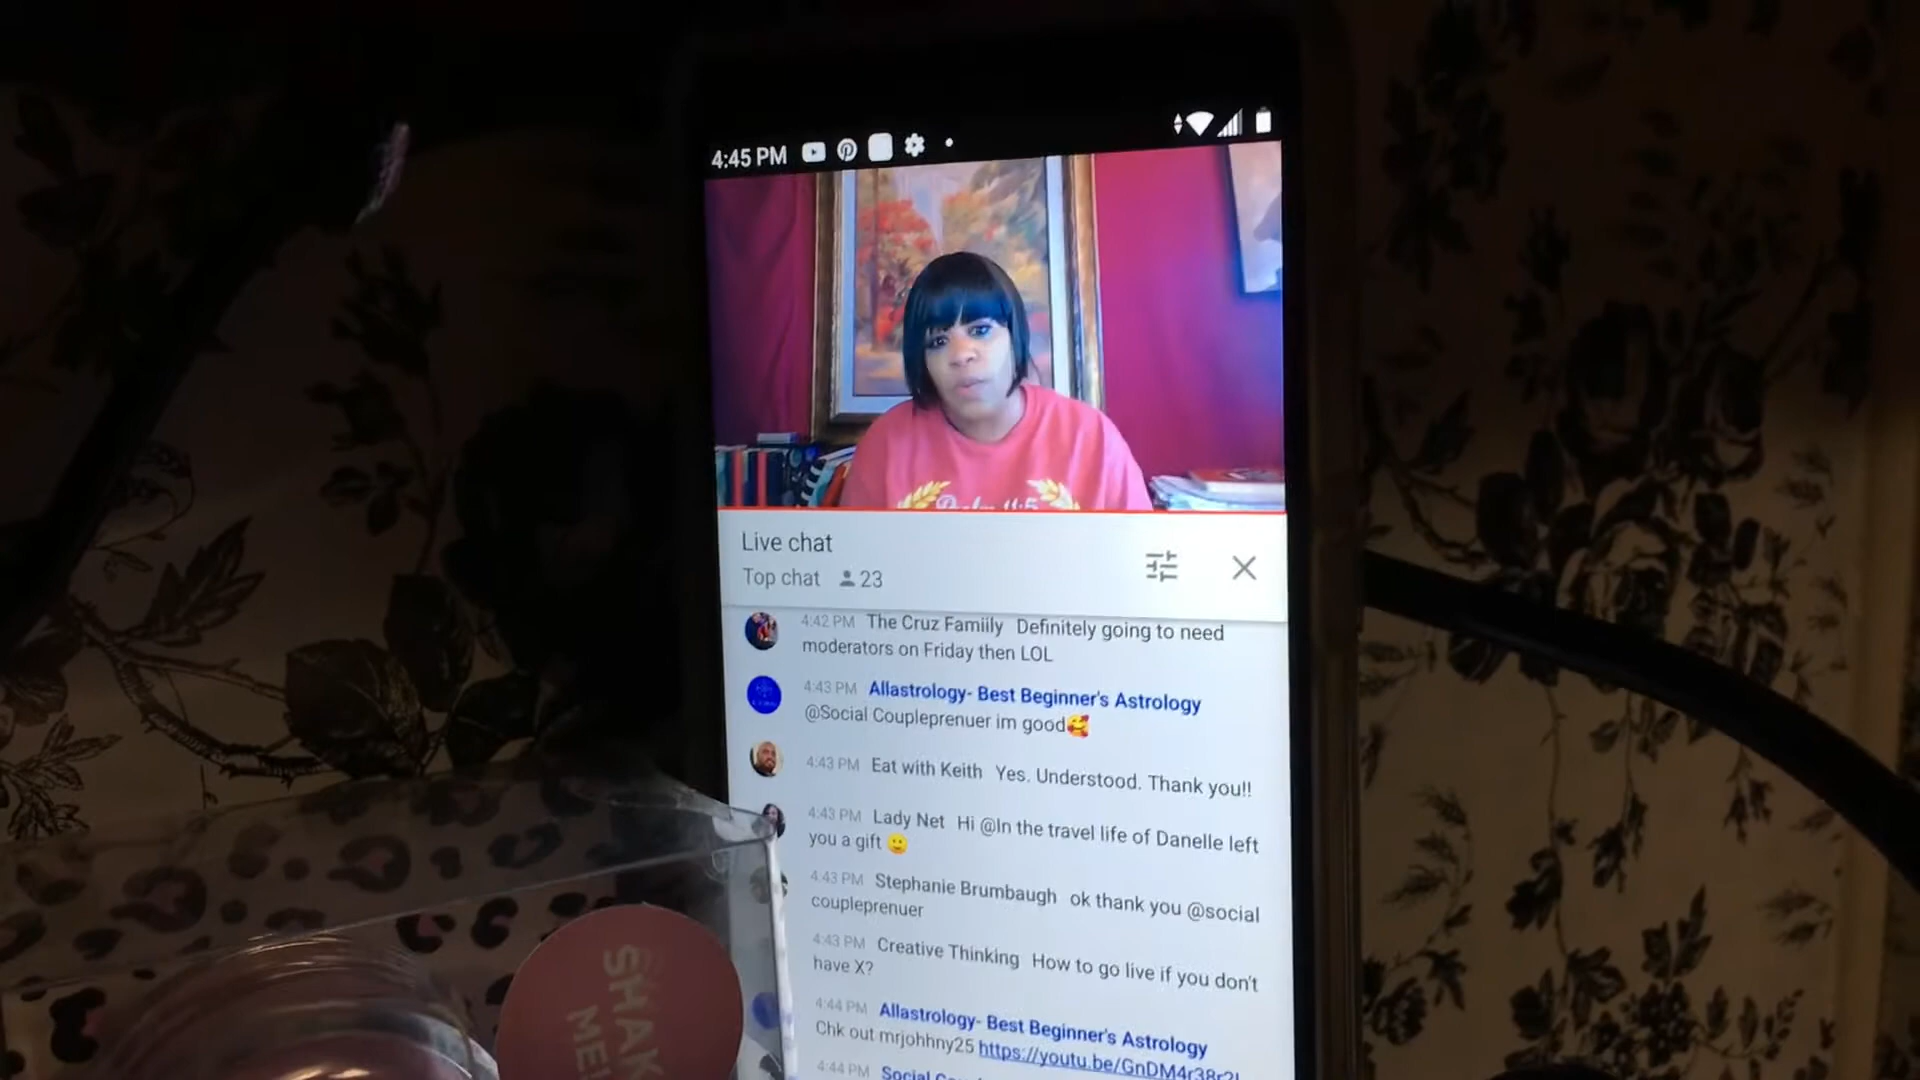 4:45 PM
Live chat
Top chat 23
4:42 PM The Cruz Famiily Definitely going to need
moderators on Friday then LOL
4:43 PM Allastrology- Best Beginner's Astrology
@Social Coupleprenuer im good🥰
4:43 PM Eat with Keith Yes. Understood. Thank you!!
4:43 PM Lady Net Hi @In the travel life of Danelle left
you a gift 🙂
4:43 PM Stephanie Brumbaugh ok thank you @social
coupleprenuer
4:43 PM Creative Thinking How to go live if you don't
have X?
4:44 PM Allastrology- Best Beginner's Astrology
Chk out mrjohhny25
4:44 PM Social
SHAK
ME!